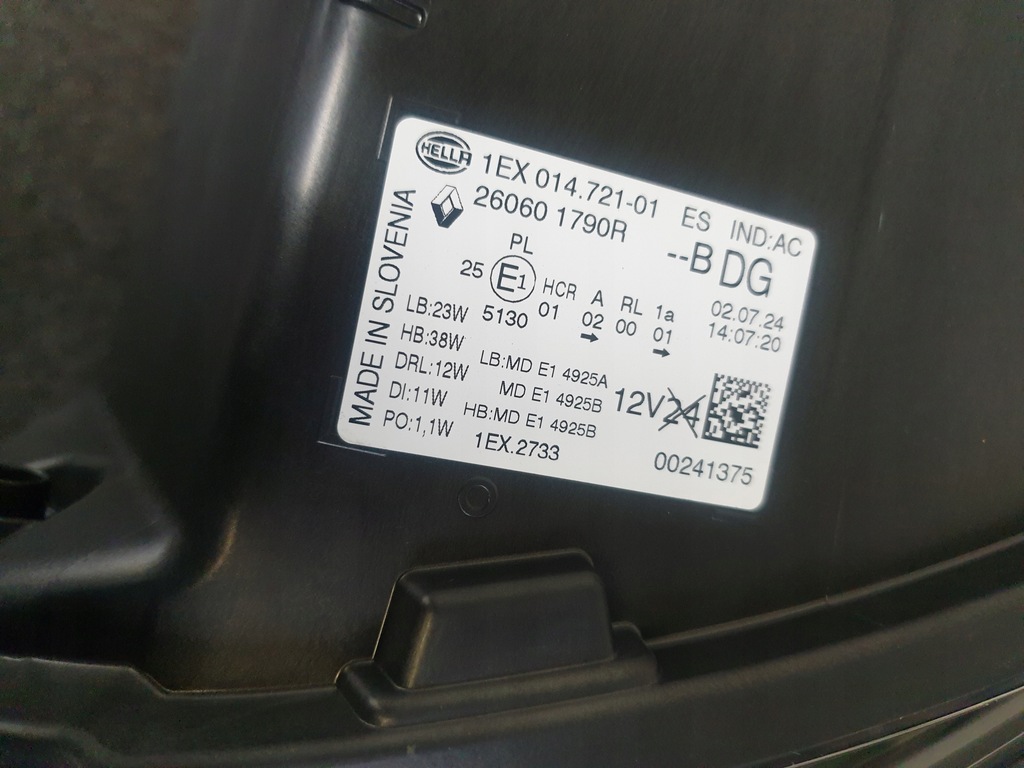 HELLA 1EX 014.721-01 ES IND:AC
26060 1790R --B DG
MADE IN SLOVENIA
PL
25 E1 HCR A RL 1a 02.07.24
5130 01 02 00 01 14:07:20
LB:23W LB:MD E1 4925A
HB:38W MD E1 4925B 12V24
DRL:12W HB:MD E1 4925B
DI:11W 1EX.2733
PO:1,1W 00241375